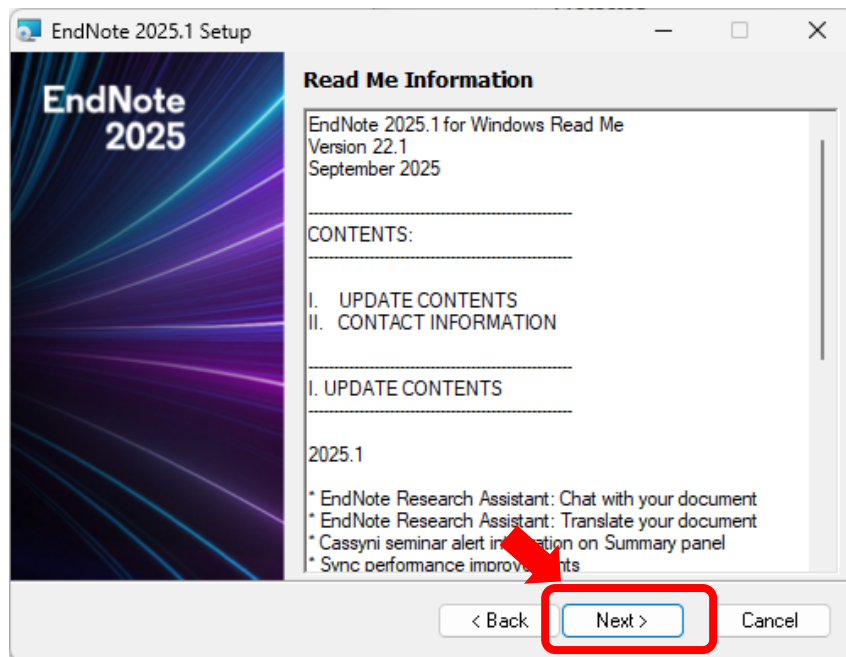 EndNote 2025.1 Setup
EndNote
2025
Read Me Information
EndNote 2025.1 for Windows Read Me
Version 22.1
September 2025
------------------------------------------------------------
CONTENTS:
------------------------------------------------------------
I. UPDATE CONTENTS
II. CONTACT INFORMATION
------------------------------------------------------------
I. UPDATE CONTENTS
------------------------------------------------------------
2025.1
* EndNote Research Assistant: Chat with your document
* EndNote Research Assistant: Translate your document
* Cassyni seminar alert on Summary panel
* Sync performance
< Back
Next >
Cancel